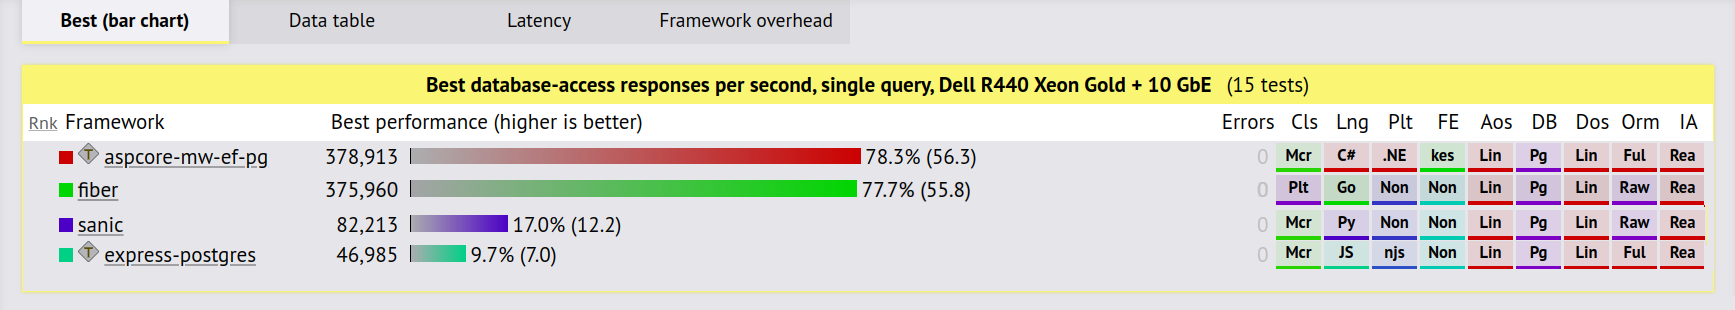 Best (bar chart) Data table Latency Framework overhead
Best database-access responses per second, single query, Dell R440 Xeon Gold + 10 GbE (15 tests)
Rnk Framework Best performance (higher is better) Errors Cls Lng Plt FE Aos DB Dos Orm IA
T aspcore-mw-ef-pg 378,913 78.3% (56.3) 0 Mcr C# .NE kes Lin Pg Lin Ful Rea
fiber 375,960 77.7% (55.8) 0 Plt Go Non Non Lin Pg Lin Raw Rea
sanic 82,213 17.0% (12.2) 0 Mcr Py Non Non Lin Pg Lin Raw Rea
T express-postgres 46,985 9.7% (7.0) 0 Mcr JS njs Non Lin Pg Lin Ful Rea